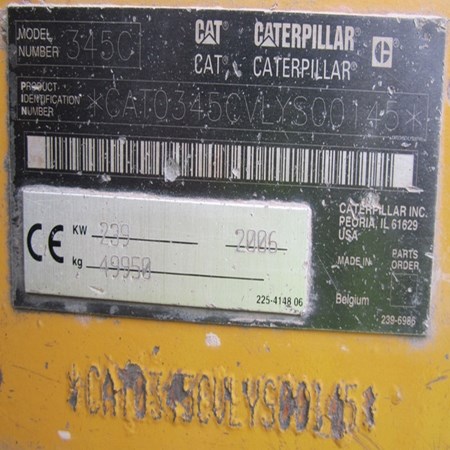 MODEL NUMBER 345C
CAT CATERPILLAR C
CAT, CATERPILLAR
PRODUCT IDENTIFICATION NUMBER *CAT0345CVLYS00145*
CATERPILLAR INC.
PEORIA, IL 61629
USA
CE KW 239 2006
kg 49950
MADE IN PARTS ORDER
225-4148 06 Belgium
239-6986
*CAT0345CVLYS00145*